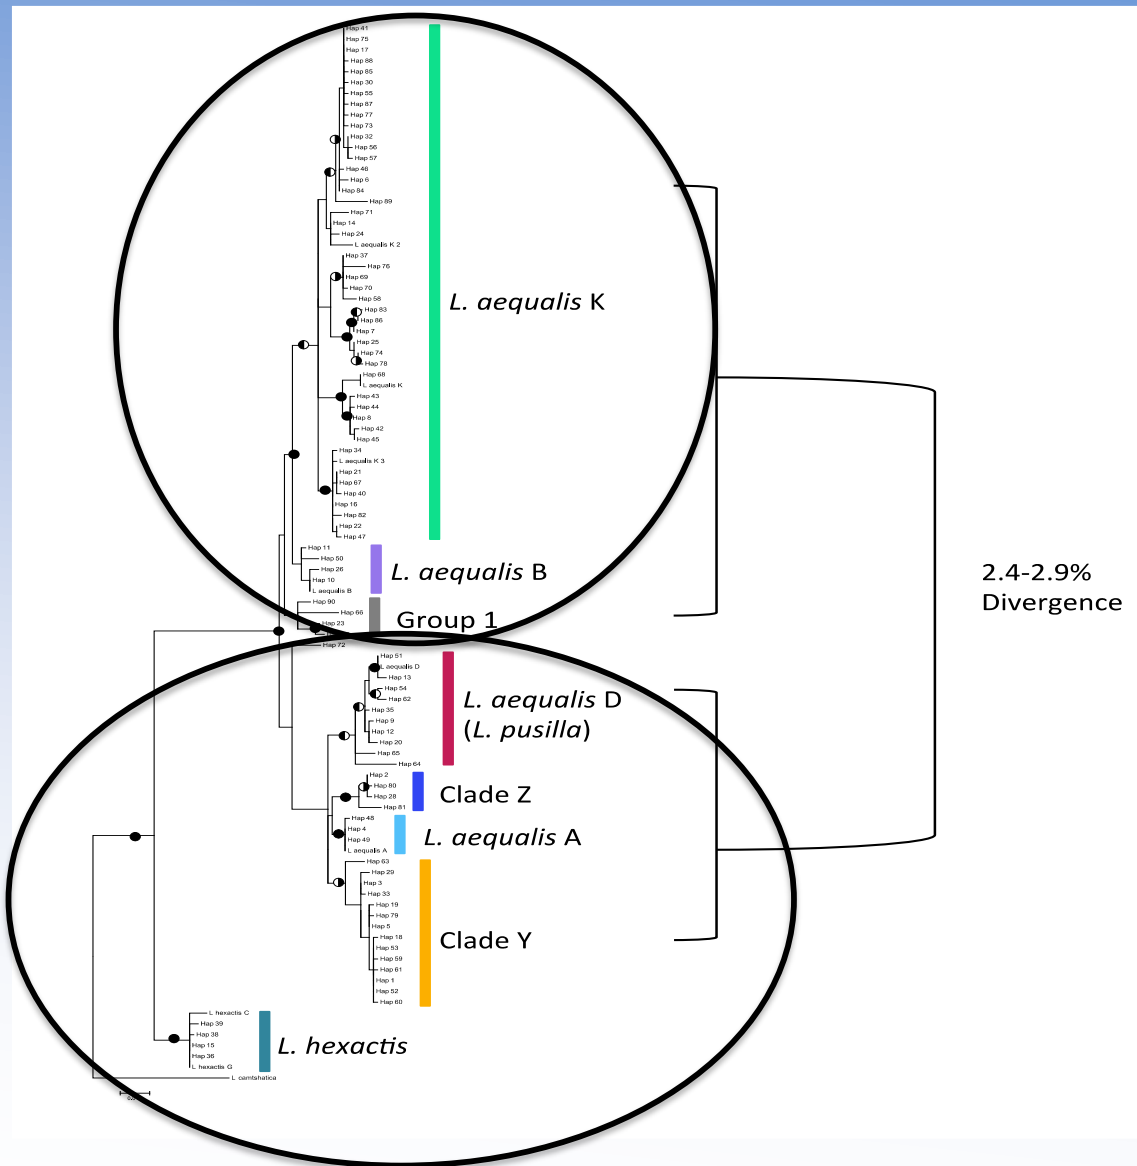 Hap 41
Hap 75
Hap 17
Hap 88
Hap 85
Hap 30
Hap 55
Hap 87
Hap 77
Hap 73
Hap 32
Hap 56
Hap 57
Hap 46
Hap 6
Hap 84
Hap 89
Hap 71
Hap 14
Hap 24
L aequalis K 2
Hap 37
Hap 76
Hap 69
Hap 70
Hap 58
L. aequalis K
Hap 83
Hap 86
Hap 7
Hap 25
Hap 74
Hap 78
Hap 68
L aequalis K
Hap 43
Hap 44
Hap 8
Hap 42
Hap 45
Hap 34
L aequalis K 3
Hap 21
Hap 67
Hap 40
Hap 16
Hap 82
Hap 22
Hap 47
Hap 11
Hap 50
Hap 26
L. aequalis B
Hap 10
L aequalis B
2.4-2.9%
Divergence
Hap 90
Hap 66
Group 1
Hap 23
Hap 72
Hap 51
L aequalis D
Hap 13
Hap 54
Hap 62
L. aequalis D
(L. pusilla)
Hap 35
Hap 9
Hap 12
Hap 20
Hap 65
Hap 64
Hap 2
Hap 80
Hap 28
Clade Z
Hap 81
Hap 48
Hap 4
L. aequalis A
Hap 49
L aequalis A
Hap 63
Hap 29
Hap 3
Hap 33
Hap 19
Hap 79
Hap 5
Hap 18
Clade Y
Hap 53
Hap 59
Hap 61
Hap 1
Hap 52
Hap 60
L hexactis C
Hap 39
Hap 38
Hap 15
L. hexactis
Hap 36
L hexactis G
L camtshatica